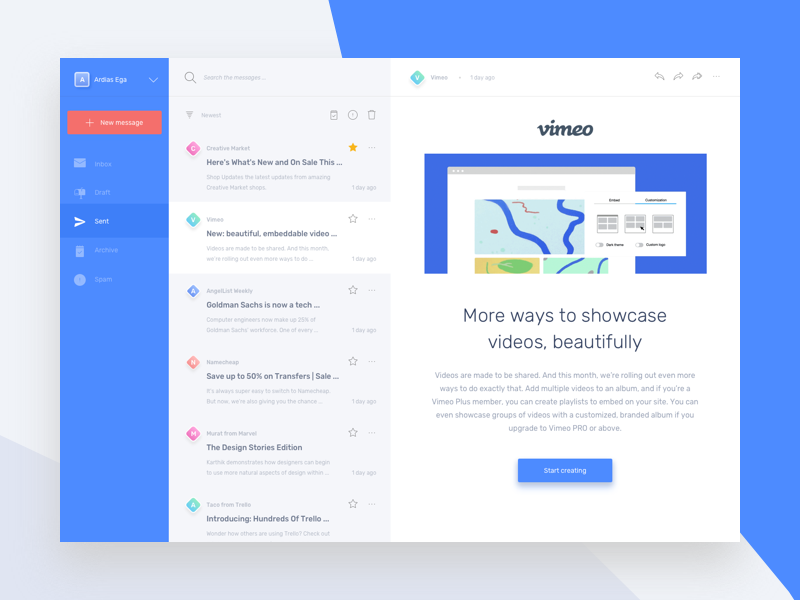 A Ardias Ega
New message
Inbox
Draft
Sent
Archive
Spam
Search the messages ...
Newest
C Creative Market
Here's What's New and On Sale This ...
Shop Updates the latest updates from amazing
Creative Market shops.
1 day ago
V Vimeo
New: beautiful, embeddable video ...
Videos are made to be shared. And this month,
we're rolling out even more ways to do ...
1 day ago
A AngelList Weekly
Goldman Sachs is now a tech ...
Computer engineers now make up 25% of
Goldman Sachs' workforce. One of every ...
1 day ago
N Namecheap
Save up to 50% on Transfers | Sale ...
It's always super easy to switch to Namecheap.
But now, we're also giving you the chance ...
1 day ago
M Murat from Marvel
The Design Stories Edition
Karthik demonstrates how designers can begin
to use more natural aspects of design within ...
1 day ago
A Taco from Trello
Introducing: Hundreds Of Trello ...
Wonder how others are using Trello? Check out
V Vimeo • 1 day ago
vimeo
Embed Customization
Dark theme Custom logo
More ways to showcase
videos, beautifully
Videos are made to be shared. And this month, we're rolling out even more
ways to do exactly that. Add multiple videos to an album, and if you're a
Vimeo Plus member, you can create playlists to embed on your site. You can
even showcase groups of videos with a customized, branded album if you
upgrade to Vimeo PRO or above.
Start creating